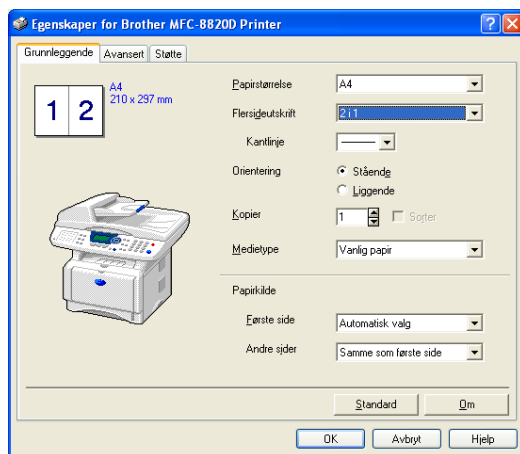 Egenskaper for Brother MFC-8820D Printer
Grunnleggende Avansert Støtte
1 2
A4
210 x 297 mm
Papirstørrelse A4
Flersideutskrift 2 i 1
Kantlinje
Orientering Stående
Liggende
Kopier 1 Sorter
Medietype Vanlig papir
Papirkilde
Første side Automatisk valg
Andre sider Samme som første side
Standard Om
OK Avbryt Hjelp